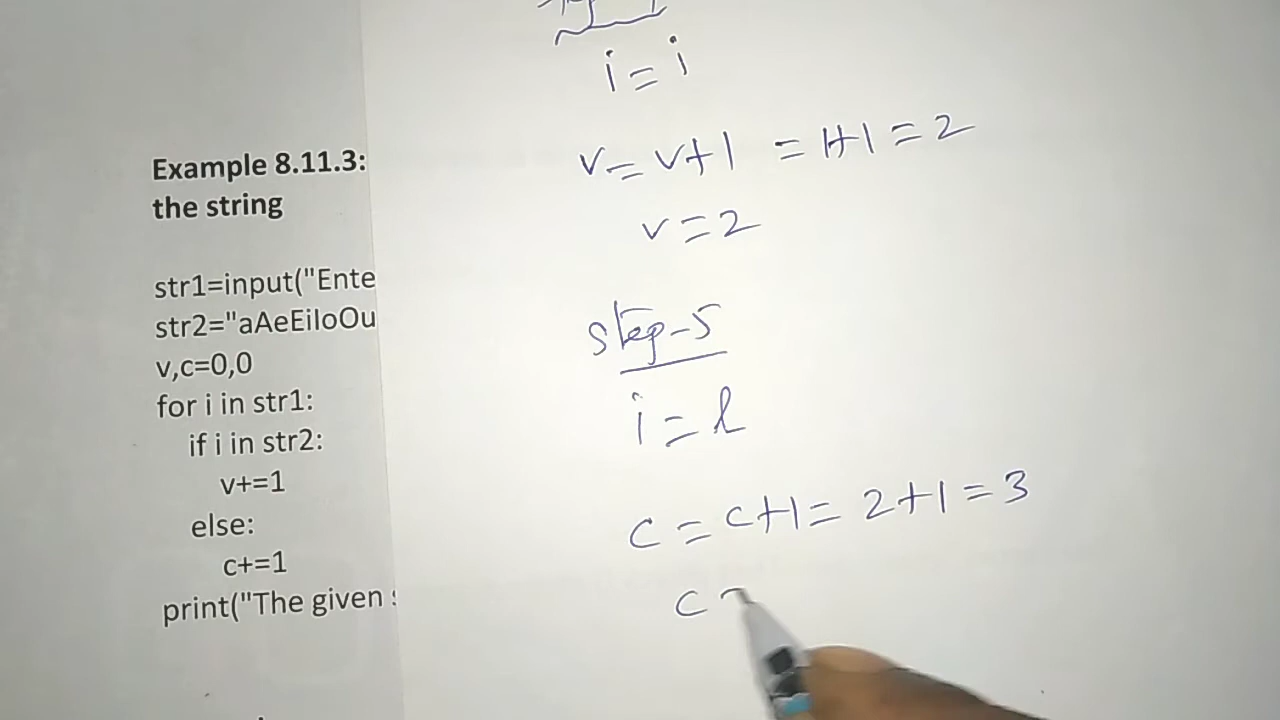 Example 8.11.3:
the string
str1=input("Ente
str2="aAeEiIoOu
v,c=0,0
for i in str1:
if i in str2:
v+=1
else:
c+=1
print("The given
i = i
v = v+1 = 1+1 = 2
v = 2
step-5
i = l
c = c+1 = 2+1 = 3
c